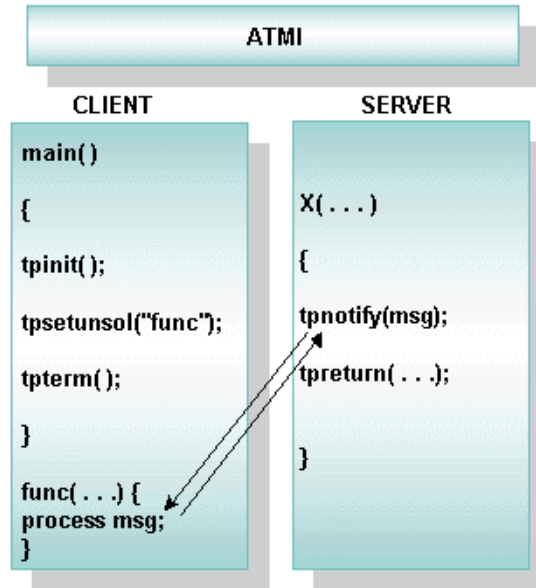 ATMI
CLIENT
main( )
{
tpinit( );
tpsetunsol("func");
tpterm( );
}
func( . . .) {
process msg;
}
SERVER
X( . . . )
{
tpnotify(msg);
tpreturn( . . .);
}